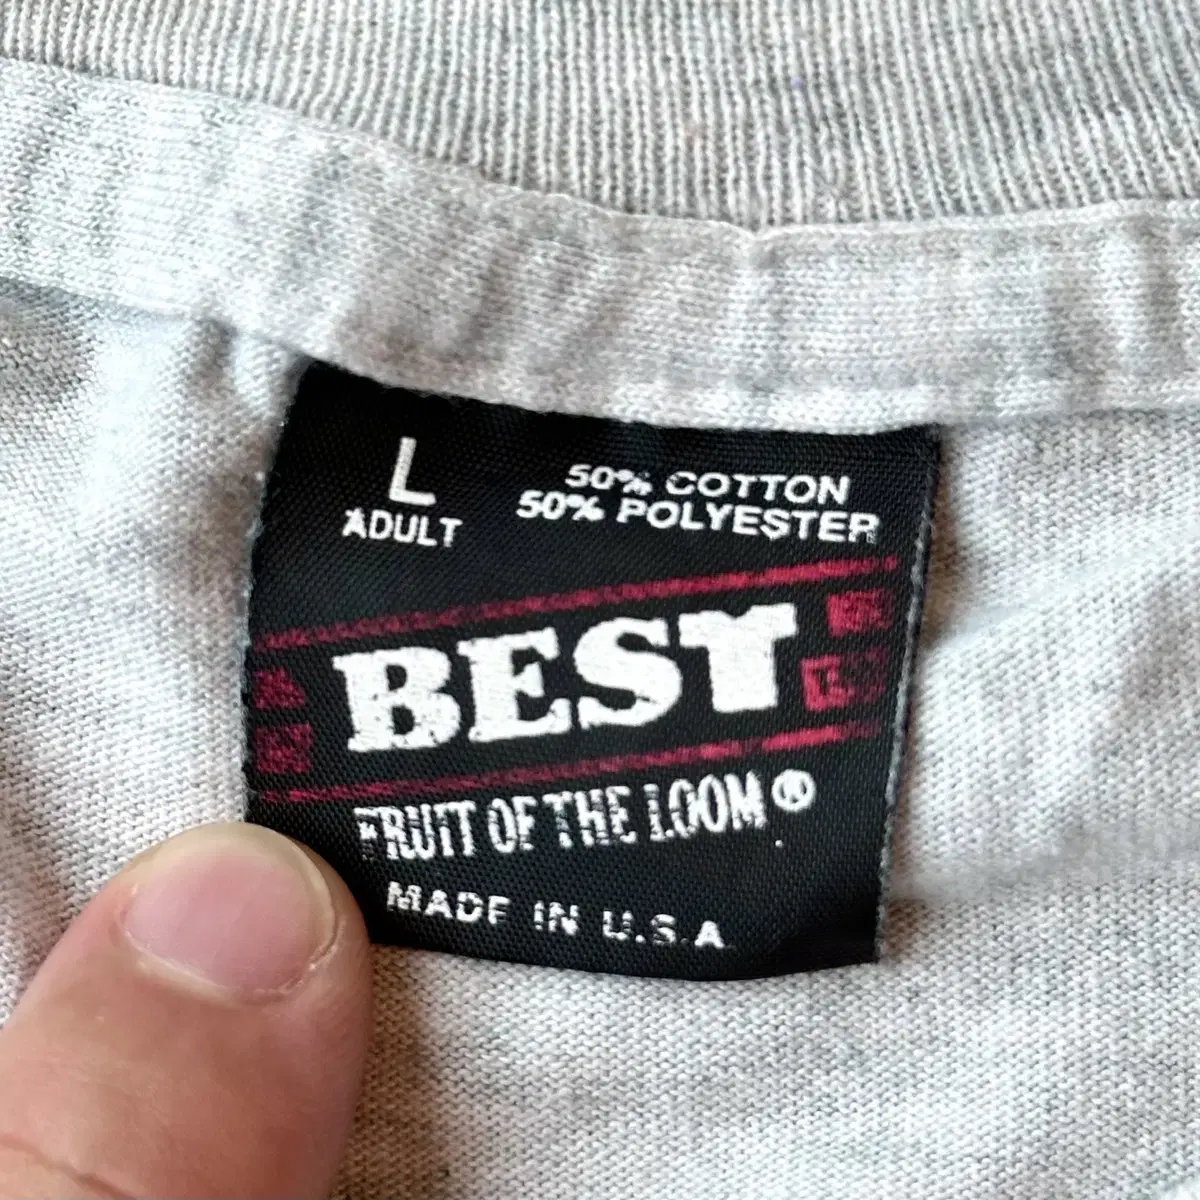 L
ADULT
50% COTTON
50% POLYESTER
BEST
FRUIT OF THE LOOM®
MADE IN U.S.A.